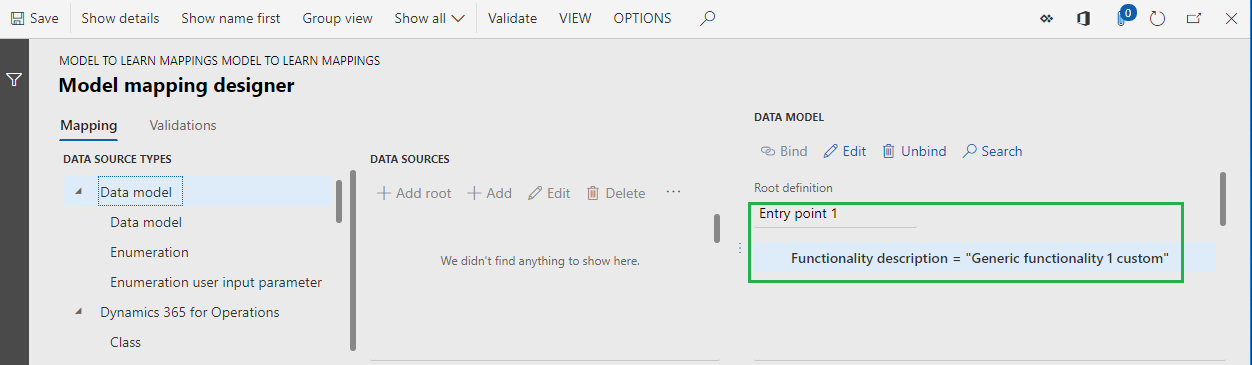 Save Show details Show name first Group view Show all Validate VIEW OPTIONS 0
MODEL TO LEARN MAPPINGS MODEL TO LEARN MAPPINGS
Model mapping designer
Mapping Validations
DATA SOURCE TYPES
Data model
Data model
Enumeration
Enumeration user input parameter
Dynamics 365 for Operations
Class
DATA SOURCES
Add root Add Edit Delete ...
We didn't find anything to show here.
DATA MODEL
Bind Edit Unbind Search
Root definition
Entry point 1
Functionality description = "Generic functionality 1 custom"